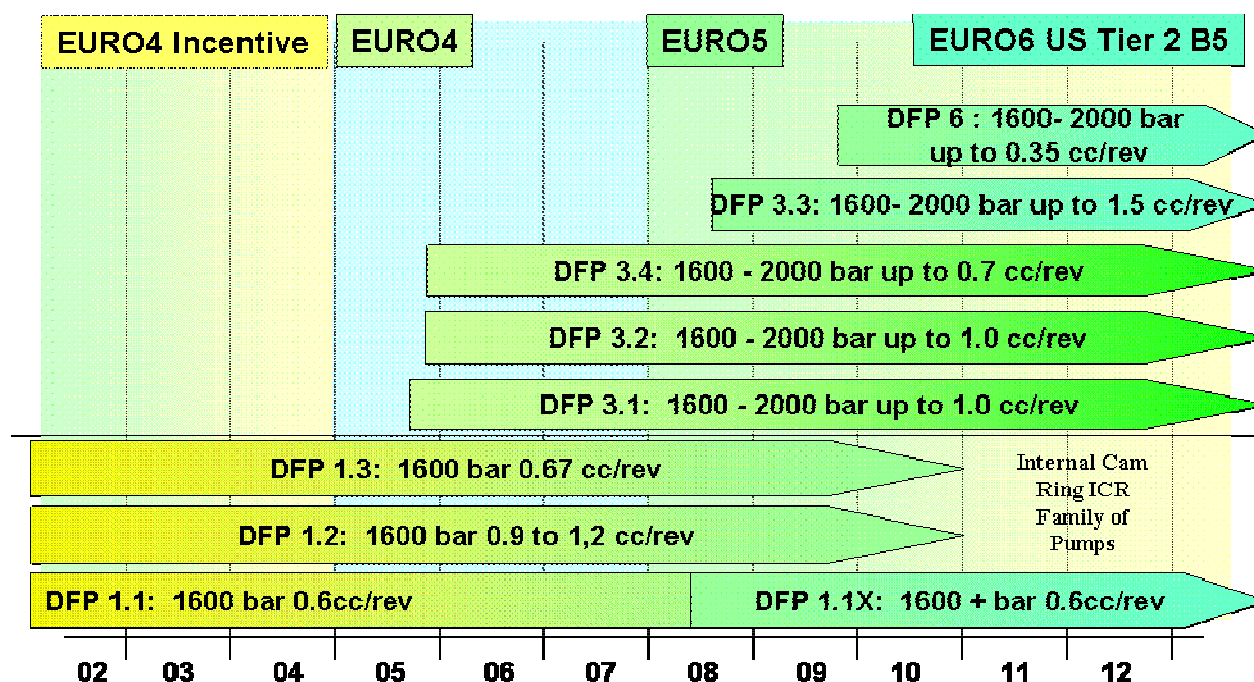 EURO4 Incentive
EURO4
EURO5
EURO6 US Tier 2 B5
DFP 6 : 1600- 2000 bar
up to 0.35 cc/rev
DFP 3.3: 1600- 2000 bar up to 1.5 cc/rev
DFP 3.4: 1600 - 2000 bar up to 0.7 cc/rev
DFP 3.2:  1600 - 2000 bar up to 1.0 cc/rev
DFP 3.1:  1600 - 2000 bar up to 1.0 cc/rev
DFP 1.3:  1600 bar 0.67 cc/rev
Internal Cam
Ring ICR
Family of
Pumps
DFP 1.2:  1600 bar 0.9 to 1,2 cc/rev
DFP 1.1:  1600 bar 0.6cc/rev
DFP 1.1X:  1600 + bar 0.6cc/rev
02 03 04 05 06 07 08 09 10 11 12